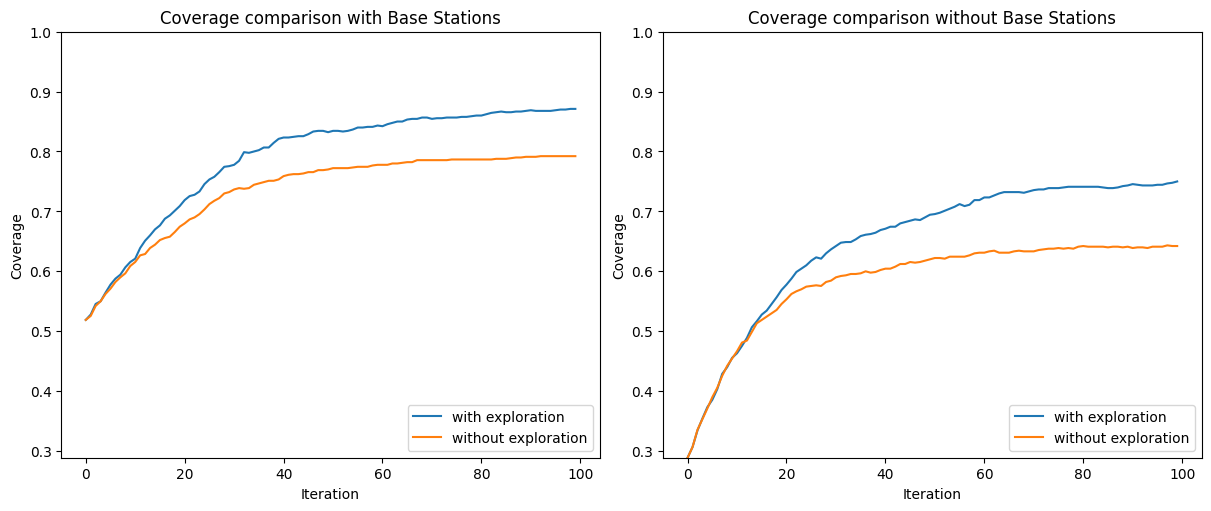 Coverage comparison with Base Stations
1.0
0.9
0.8
0.7
0.6
0.5
0.4
0.3
Coverage
0 20 40 60 80 100
Iteration
with exploration
without exploration
Coverage comparison without Base Stations
1.0
0.9
0.8
0.7
0.6
0.5
0.4
0.3
Coverage
0 20 40 60 80 100
Iteration
with exploration
without exploration